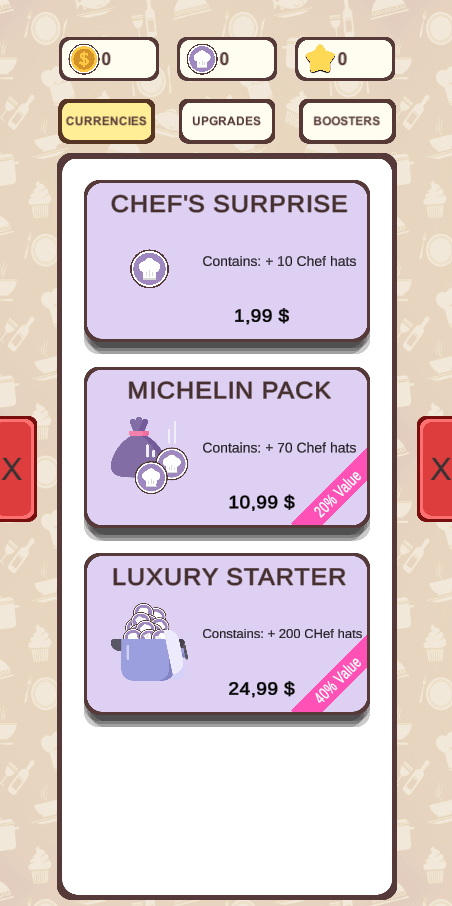 0 0 0
CURRENCIES UPGRADES BOOSTERS
CHEF'S SURPRISE
Contains: + 10 Chef hats
1,99 $
MICHELIN PACK
Contains: + 70 Chef hats
10,99 $
20% Value
X X
LUXURY STARTER
Constains: + 200 CHef hats
24,99 $
40% Value